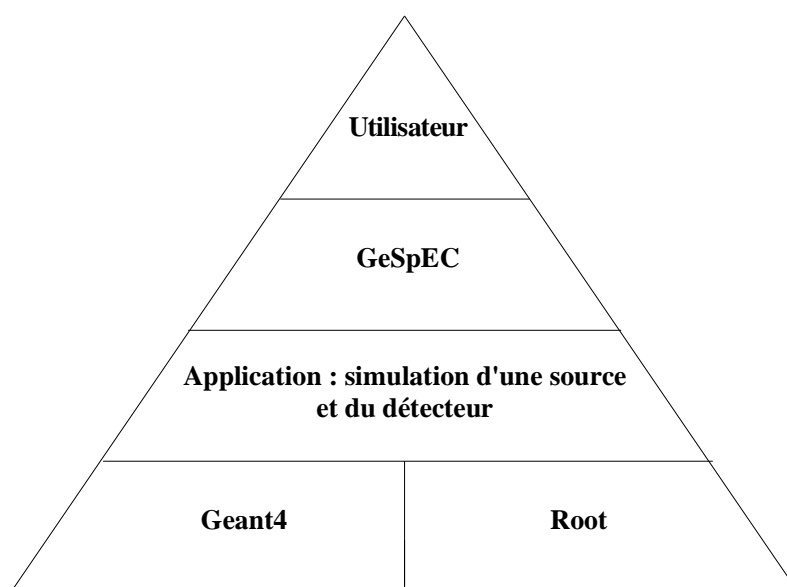 Utilisateur
GeSpEC
Application : simulation d'une source
et du détecteur
Geant4
Root